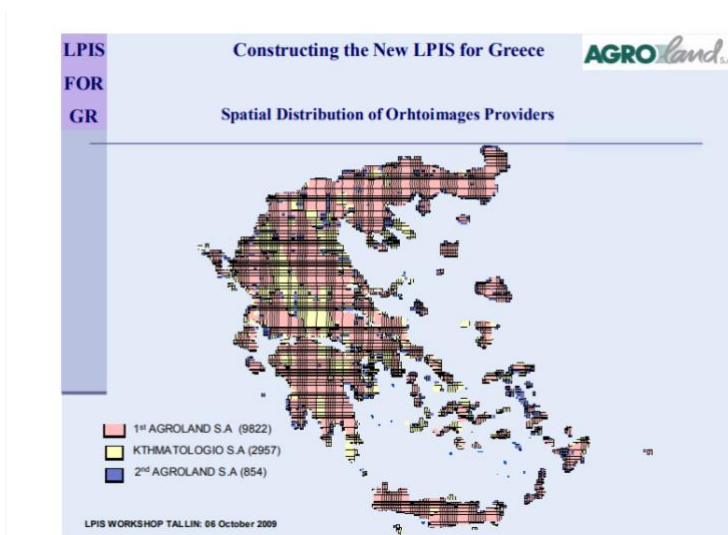 LPIS
FOR
GR
Constructing the New LPIS for Greece
AGROland S.A
Spatial Distribution of Orhtoimages Providers
1st AGROLAND S.A (9822)
KTHMATOLOGIO S.A (2957)
2nd AGROLAND S.A (854)
LPIS WORKSHOP TALLIN: 06 October 2009